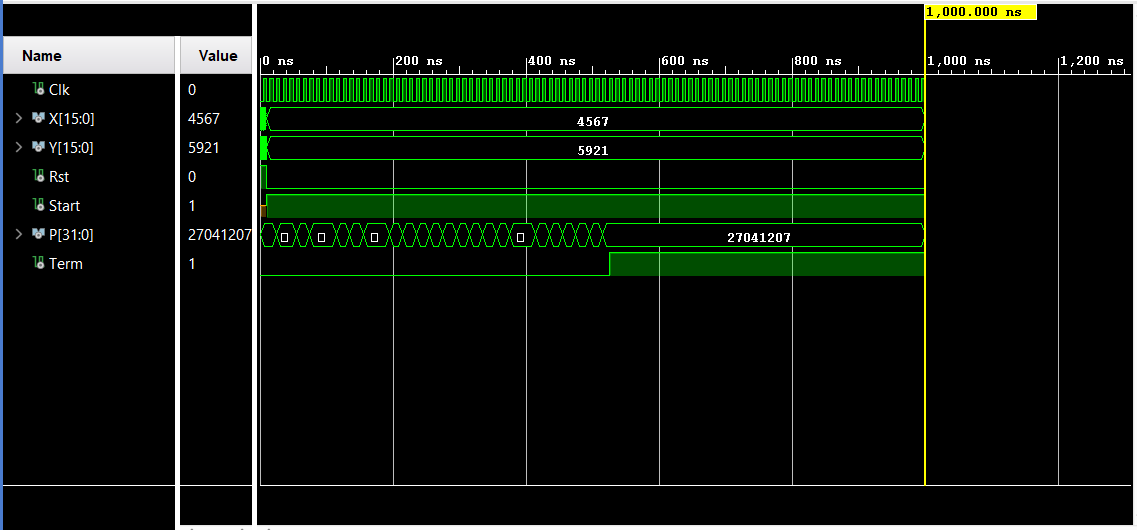 1,000.000 ns
Name Value
0 ns 200 ns 400 ns 600 ns 800 ns 1,000 ns 1,200 ns
Clk 0
X[15:0] 4567 4567
Y[15:0] 5921 5921
Rst 0
Start 1
P[31:0] 27041207 27041207
Term 1